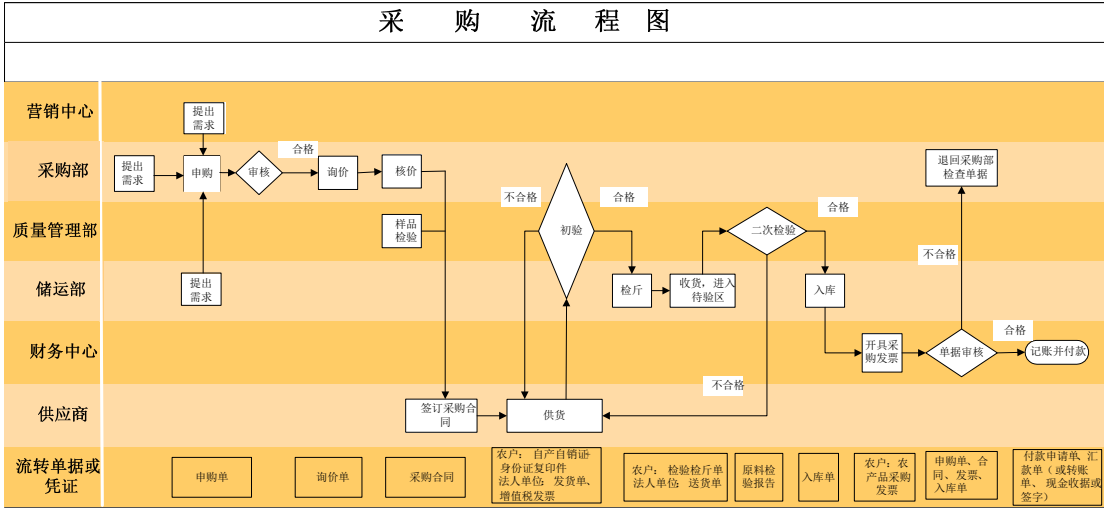 采 购 流 程 图
营销中心
提出
需求
采购部
提出
需求
申购
审核
合格
询价
核价
退回采购部
检查单据
质量管理部
样品
检验
不合格
初验
合格
二次检验
合格
不合格
储运部
提出
需求
检斤
收货，进入
待验区
入库
财务中心
开具采
购发票
单据审核
合格
记账并付款
不合格
供应商
签订采购合
同
供货
流转单据或
凭证
申购单
询价单
采购合同
农户： 自产自销证、
身份证复印件
法人单位： 发货单、
增值税发票
农户： 检验检斤单
法人单位： 送货单
原料检
验报告
入库单
农户： 农
产品采购
发票
申购单、合
同、发票、
入库单
付款申请单、汇
款单（或转账
单、 现金收据或
签字）